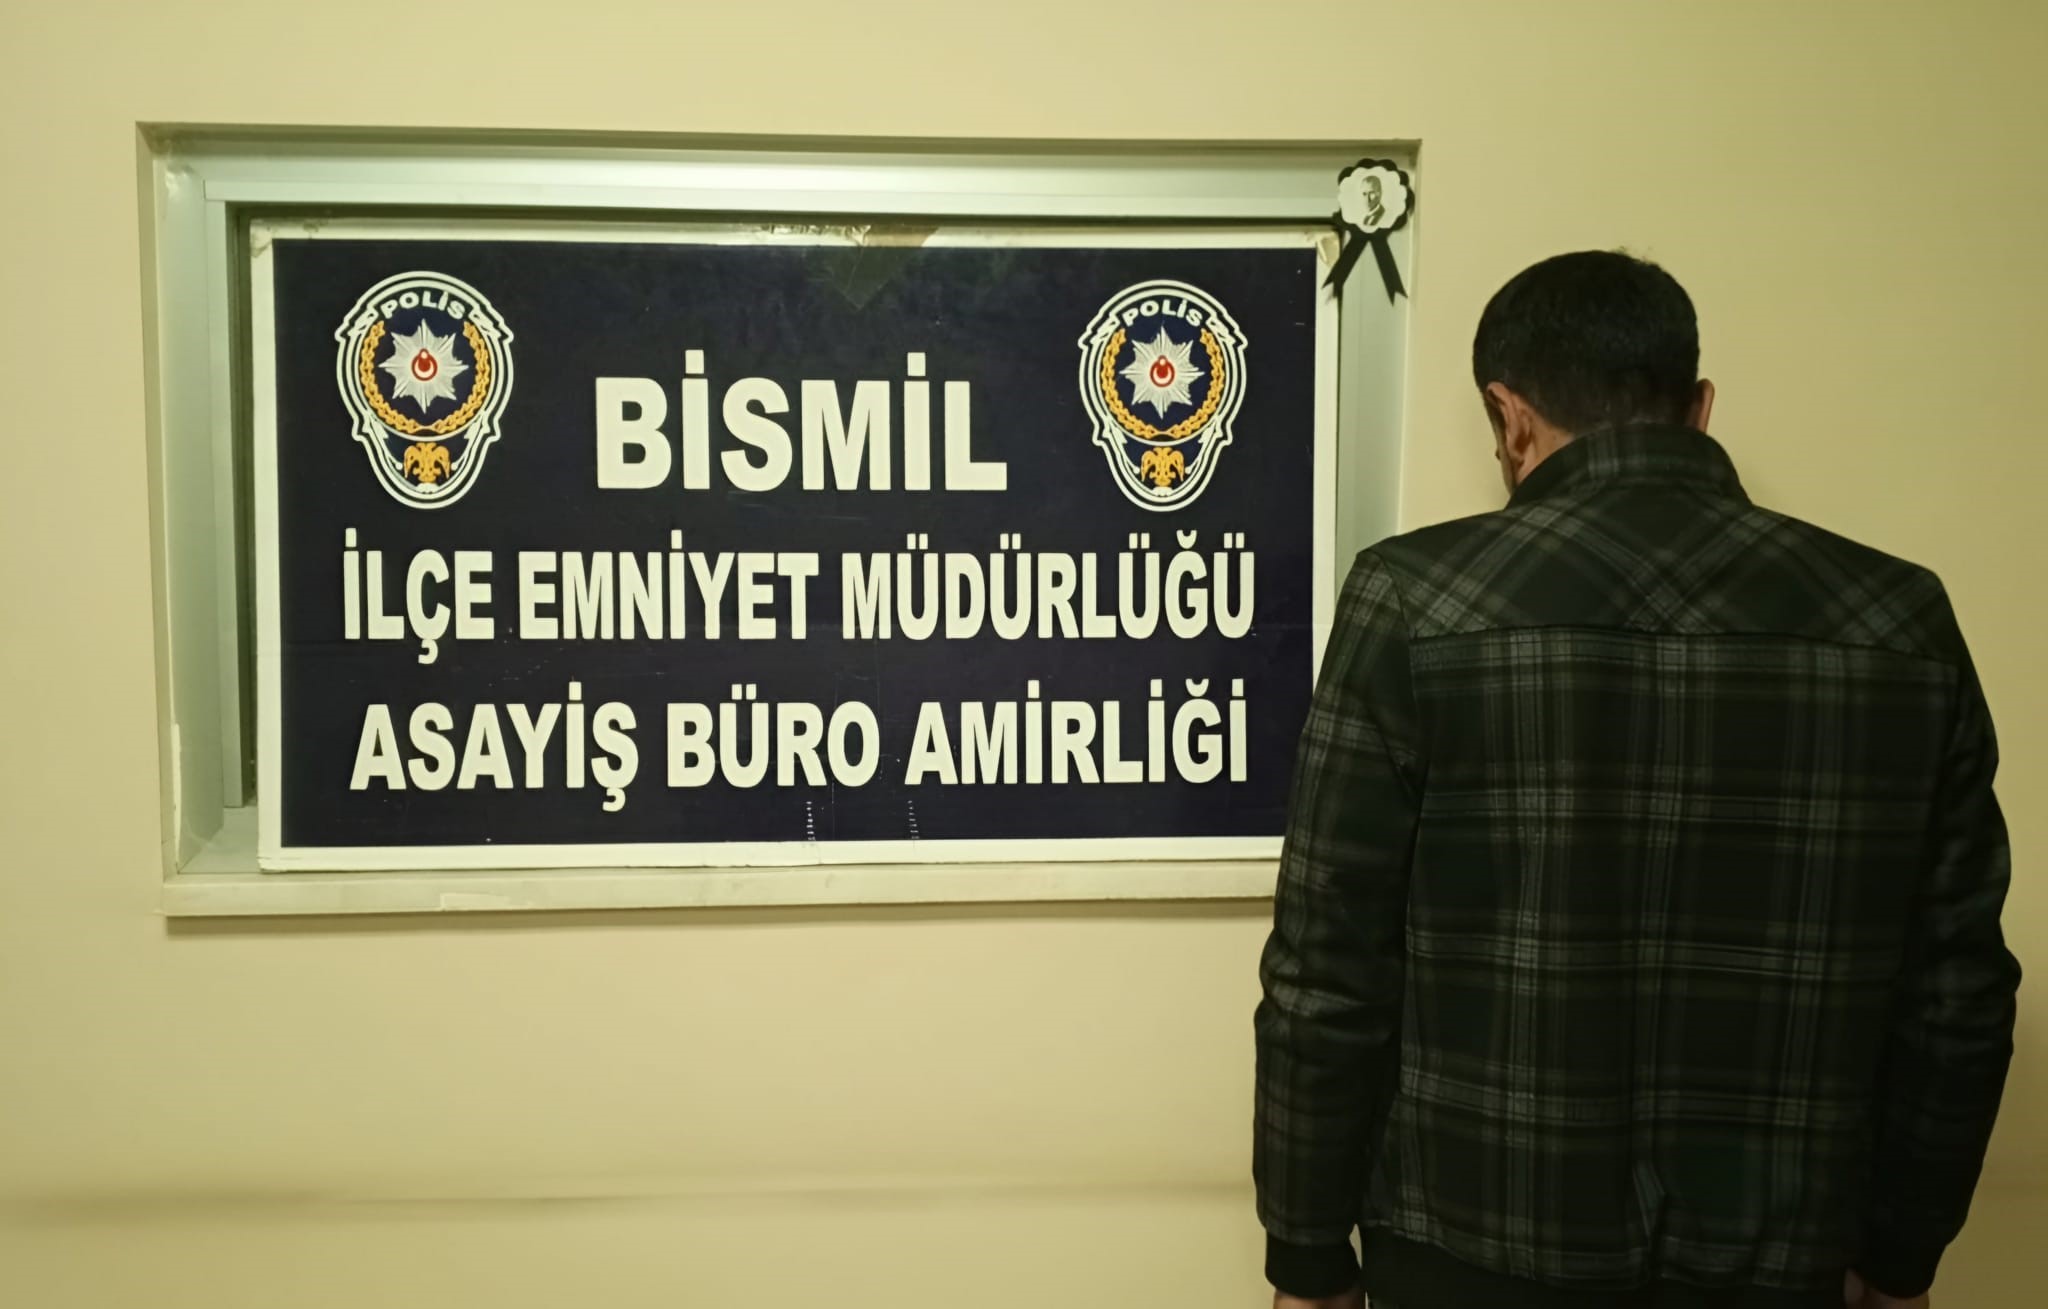 POLİS POLİS
BİSMİL
İLÇE EMNİYET MÜDÜRLÜĞÜ
ASAYİŞ BÜRO AMİRLİĞİ